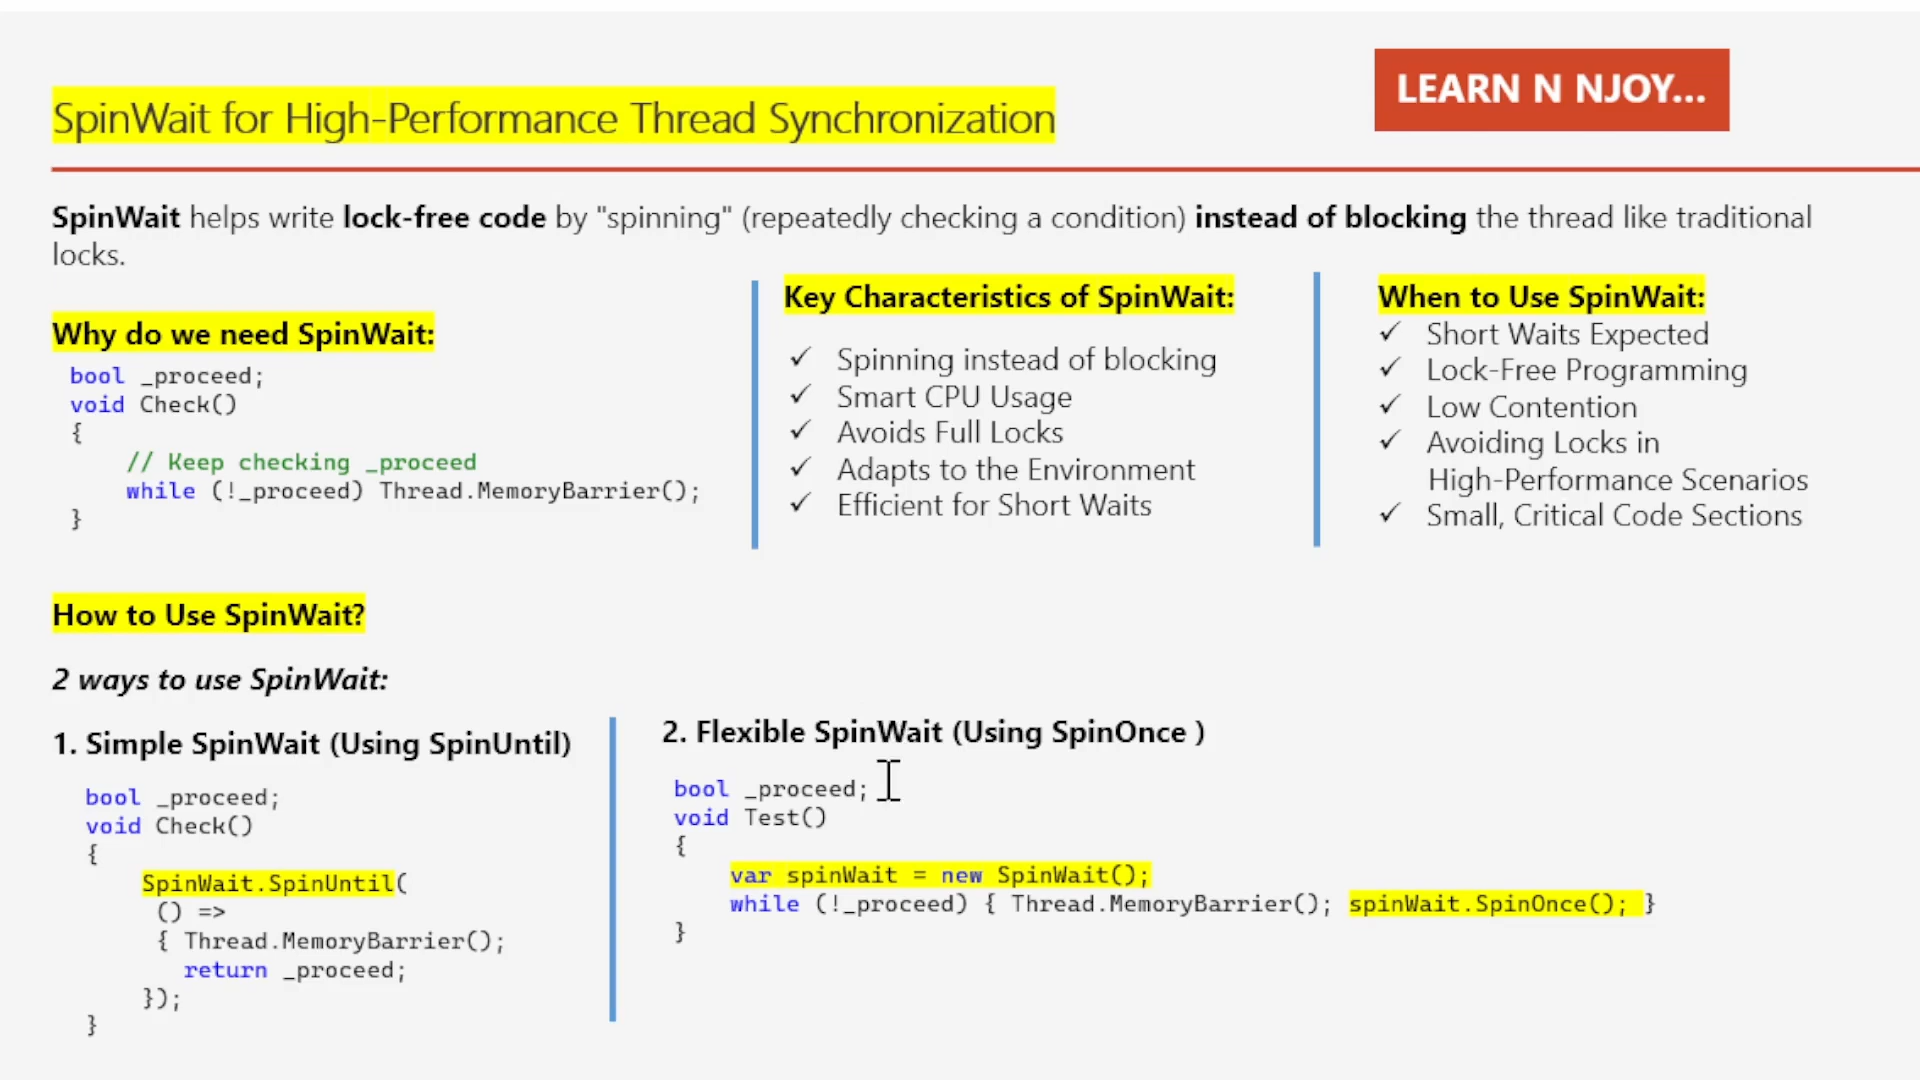 LEARN N NJOY...
SpinWait for High-Performance Thread Synchronization
SpinWait helps write lock-free code by "spinning" (repeatedly checking a condition) instead of blocking the thread like traditional
locks.
Why do we need SpinWait:
bool _proceed;
void Check()
{
// Keep checking _proceed
while (!_proceed) Thread.MemoryBarrier();
}
Key Characteristics of SpinWait:
✓ Spinning instead of blocking
✓ Smart CPU Usage
✓ Avoids Full Locks
✓ Adapts to the Environment
✓ Efficient for Short Waits
When to Use SpinWait:
✓ Short Waits Expected
✓ Lock-Free Programming
✓ Low Contention
✓ Avoiding Locks in
High-Performance Scenarios
✓ Small, Critical Code Sections
How to Use SpinWait?
2 ways to use SpinWait:
1. Simple SpinWait (Using SpinUntil)
bool _proceed;
void Check()
{
SpinWait.SpinUntil(
() =>
{ Thread.MemoryBarrier();
return _proceed;
});
}
2. Flexible SpinWait (Using SpinOnce )
bool _proceed;
void Test()
{
var spinWait = new SpinWait();
while (!_proceed) { Thread.MemoryBarrier(); spinWait.SpinOnce(); }
}